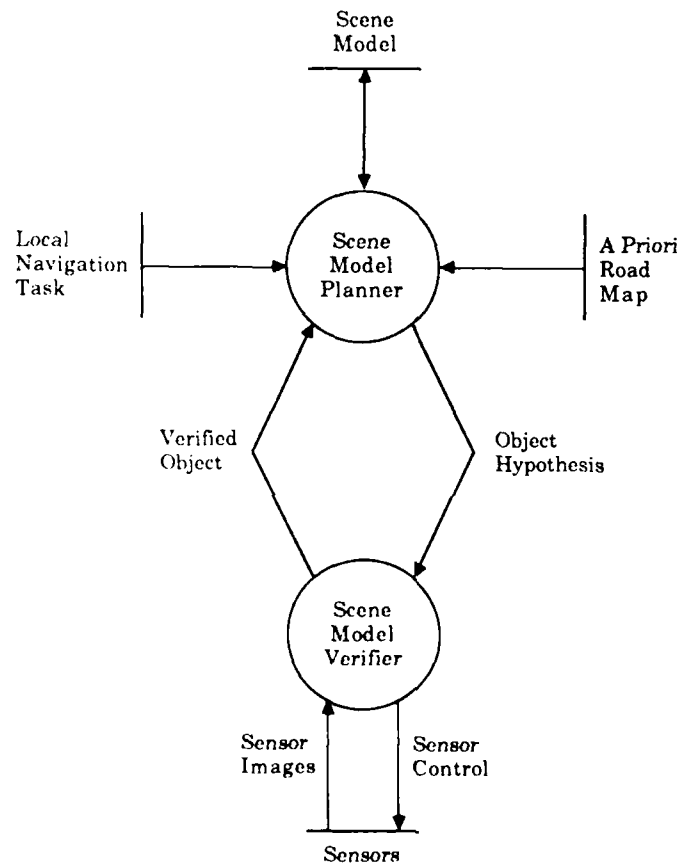 Scene
Model
Local
Navigation
Task
Scene
Model
Planner
A Priori
Road
Map
Verified
Object
Object
Hypothesis
Scene
Model
Verifier
Sensor
Images
Sensor
Control
Sensors